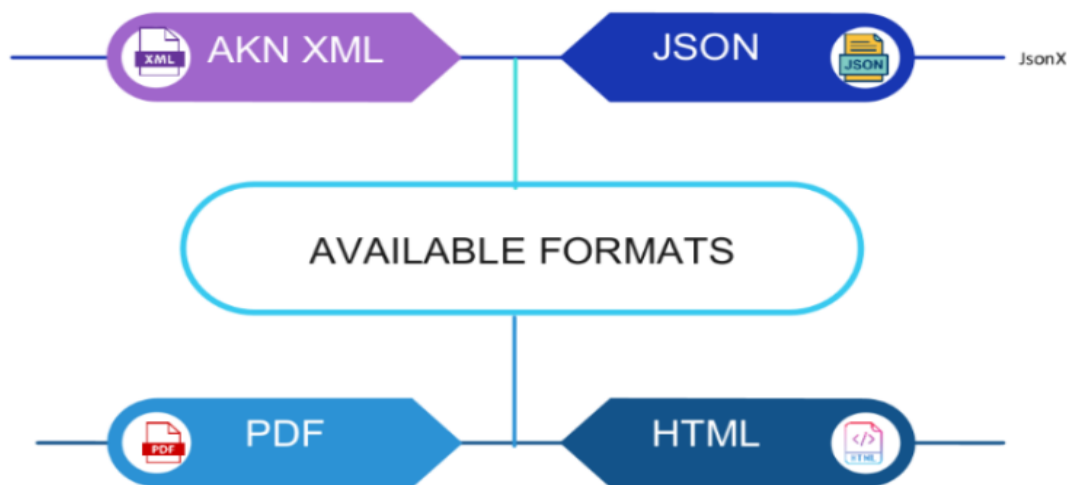 AKN XML
XML
JSON
JSON
JsonX
AVAILABLE FORMATS
PDF
PDF
HTML
</>
HTML